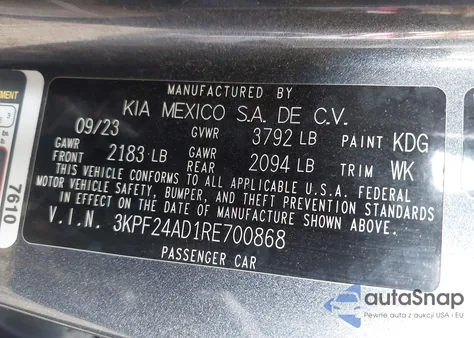 MANUFACTURED BY
KIA MEXICO S.A. DE C.V.
09/23 GVWR 3792 LB PAINT KDG
GAWR FRONT 2183 LB GAWR REAR 2094 LB TRIM WK
THIS VEHICLE CONFORMS TO ALL APPLICABLE U.S.A. FEDERAL
MOTOR VEHICLE SAFETY, BUMPER, AND THEFT PREVENTION STANDARDS
IN EFFECT ON THE DATE OF MANUFACTURE SHOWN ABOVE.
V.I.N. 3KPF24AD1RE700868
PASSENGER CAR
7610
autoSnap
Pewne auta z aukcji USA i EU